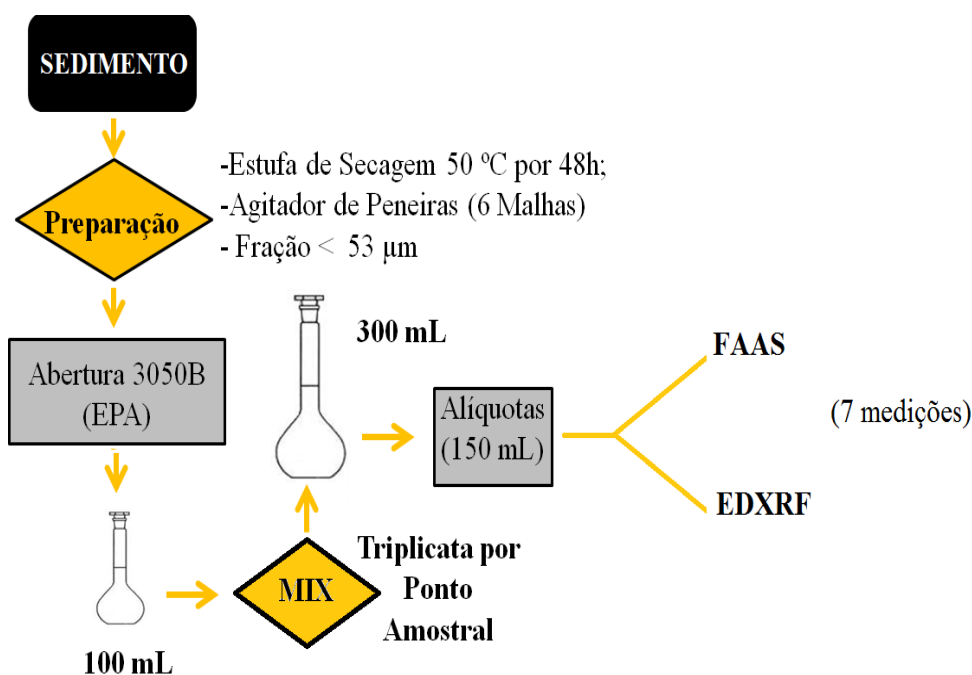 SEDIMENTO
Preparação
-Estufa de Secagem 50 ºC por 48h;
-Agitador de Peneiras (6 Malhas)
- Fração < 53 µm
Abertura 3050B
(EPA)
100 mL
MIX
Triplicata por
Ponto
Amostral
300 mL
Alíquotas
(150 mL)
FAAS
(7 medições)
EDXRF